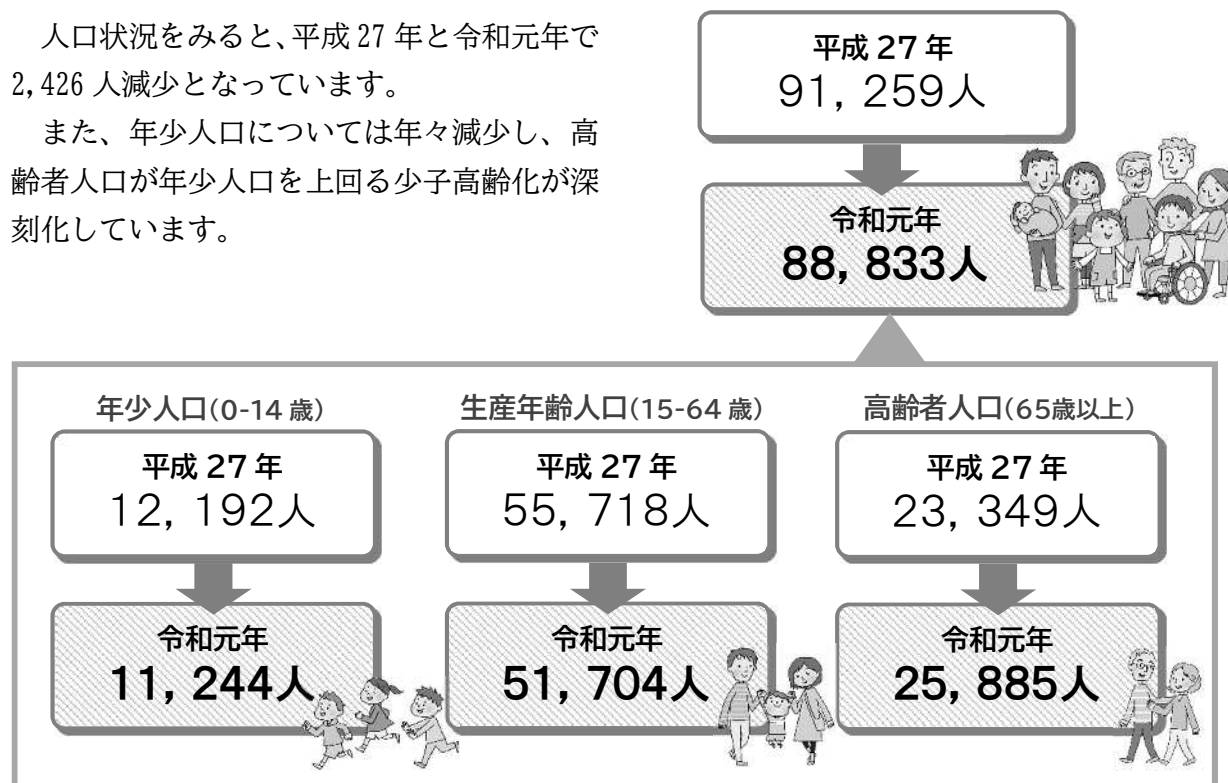 人口状況をみると、平成 27 年と令和元年で
2,426 人減少となっています。
また、年少人口については年々減少し、高
齢者人口が年少人口を上回る少子高齢化が深
刻化しています。
平成 27 年
91,259人
令和元年
88,833人
年少人口(0-14 歳)
平成 27 年
12,192人
令和元年
11,244人
生産年齢人口(15-64 歳)
平成 27 年
55,718人
令和元年
51,704人
高齢者人口(65歳以上)
平成 27 年
23,349人
令和元年
25,885人